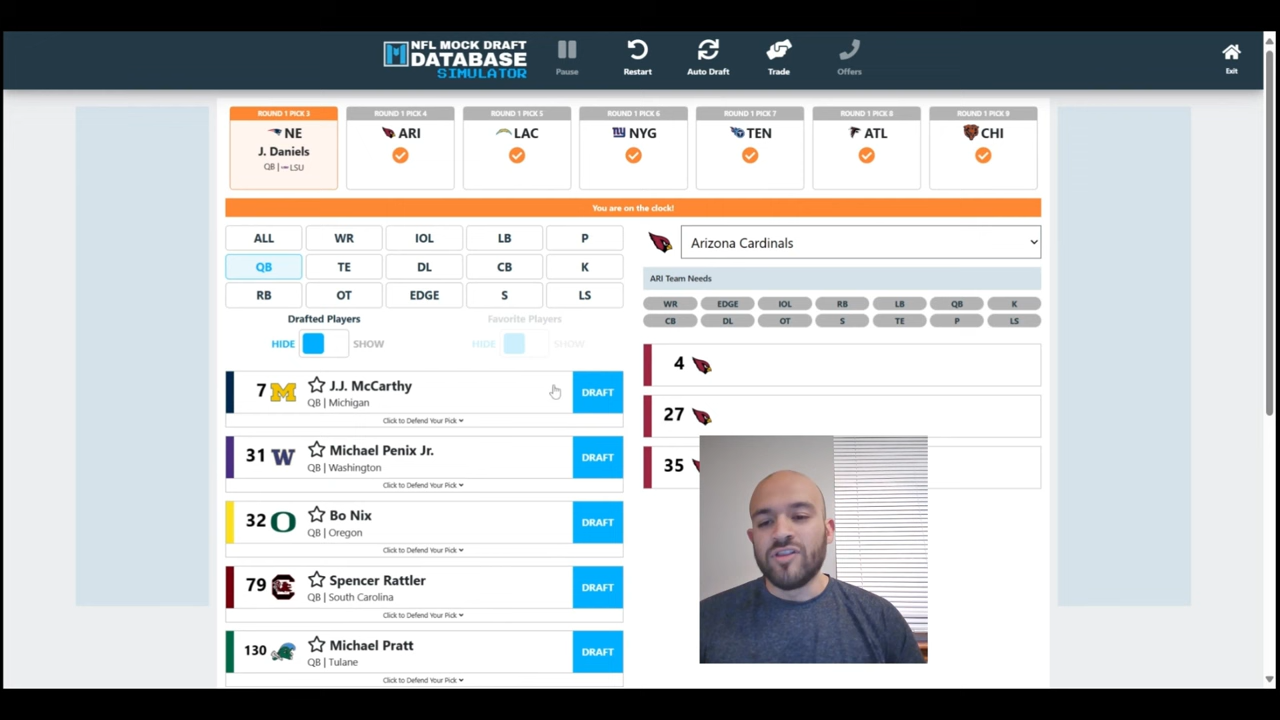 NFL MOCK DRAFT
DATABASE
SIMULATOR
Pause
Restart
Auto Draft
Trade
Offers
Exit
ROUND 1 PICK 3
NE
J. Daniels
QB | LSU
ROUND 1 PICK 4
ARI
ROUND 1 PICK 5
LAC
ROUND 1 PICK 6
NYG
ROUND 1 PICK 7
TEN
ROUND 1 PICK 8
ATL
ROUND 1 PICK 9
CHI
You are on the clock!
ALL WR IOL LB P
QB TE DL CB K
RB OT EDGE S LS
Drafted Players
HIDE SHOW
Favorite Players
HIDE SHOW
7 M J.J. McCarthy
QB | Michigan
DRAFT
Click to Defend Your Pick
31 W Michael Penix Jr.
QB | Washington
DRAFT
Click to Defend Your Pick
32 O Bo Nix
QB | Oregon
DRAFT
Click to Defend Your Pick
79 Spencer Rattler
QB | South Carolina
DRAFT
Click to Defend Your Pick
130 Michael Pratt
QB | Tulane
DRAFT
Click to Defend Your Pick
Arizona Cardinals
ARI Team Needs
WR EDGE IOL RB LB QB K
CB DL OT S TE P LS
4
27
35